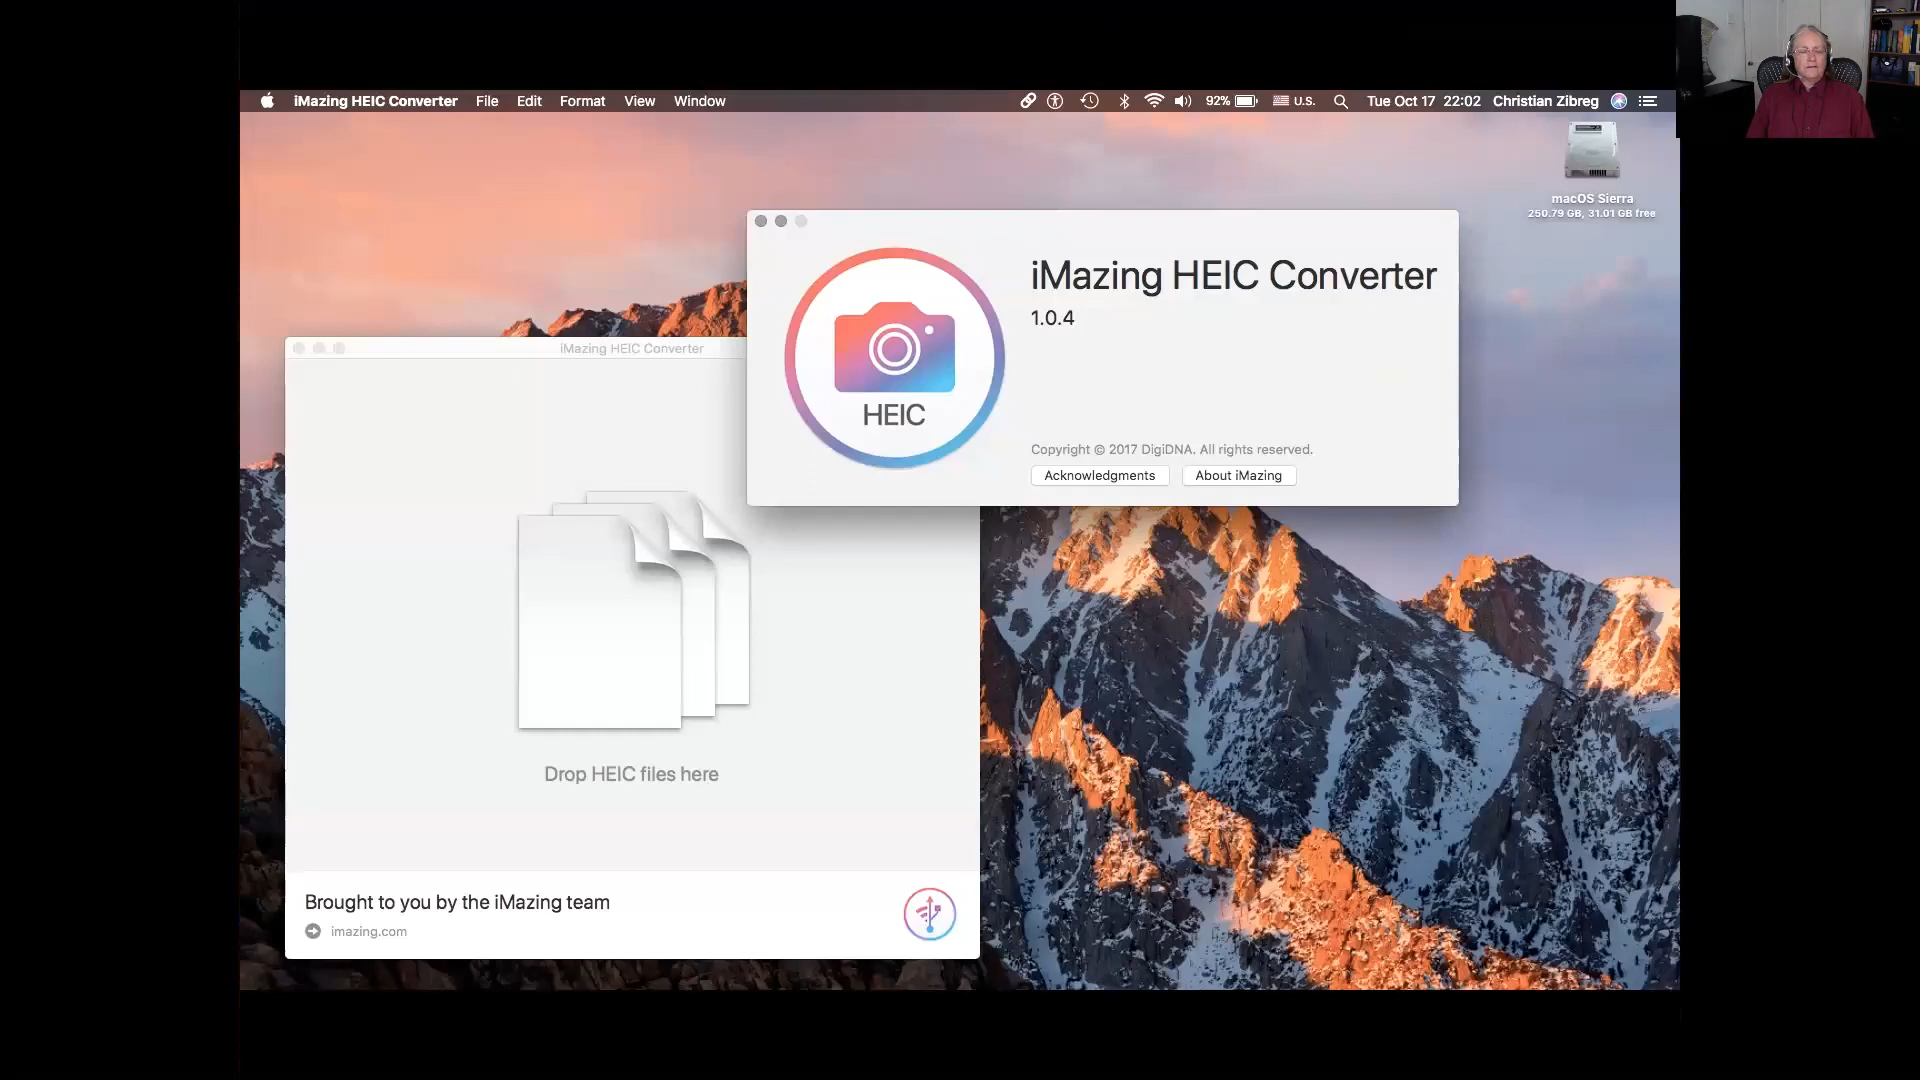 iMazing HEIC Converter File Edit Format View Window 92% U.S. Tue Oct 17 22:02 Christian Zibreg
macOS Sierra
250.79 GB, 31.01 GB free
iMazing HEIC Converter
1.0.4
HEIC
Copyright © 2017 DigiDNA. All rights reserved.
Acknowledgments About iMazing
iMazing HEIC Converter
Drop HEIC files here
Brought to you by the iMazing team
imazing.com